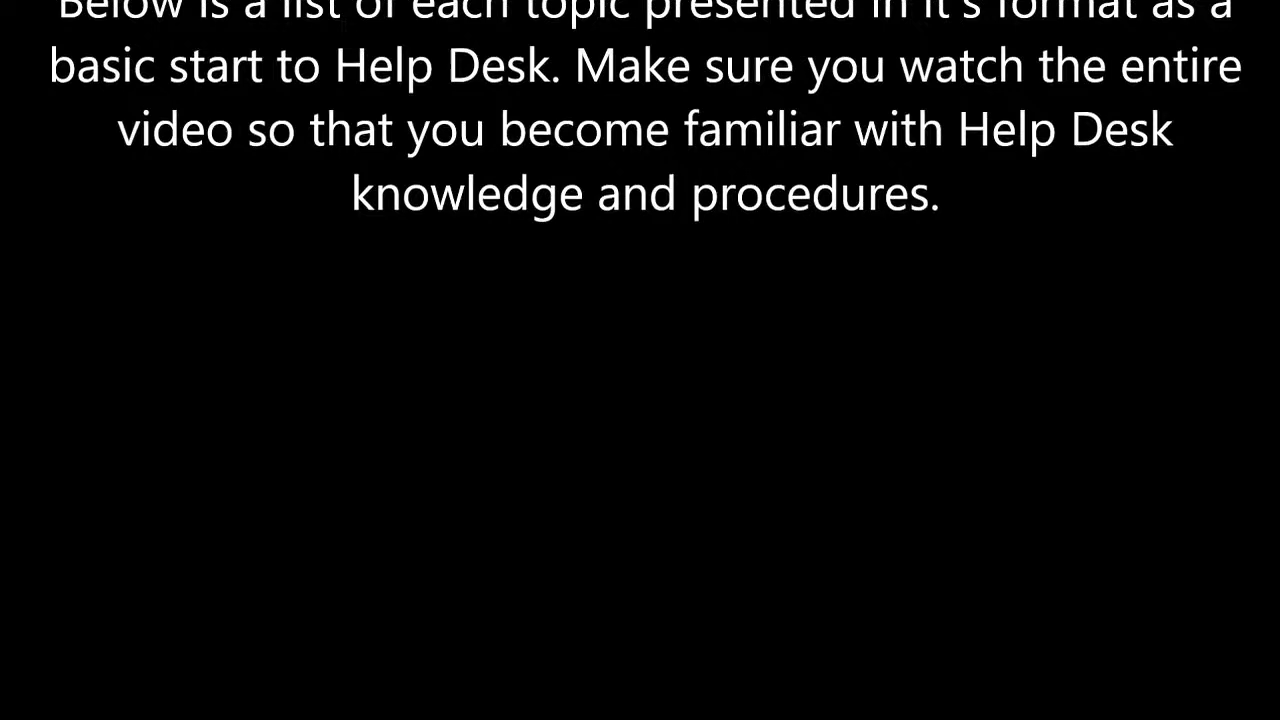 Below is a list of each topic presented in it's format as a
basic start to Help Desk. Make sure you watch the entire
video so that you become familiar with Help Desk
knowledge and procedures.